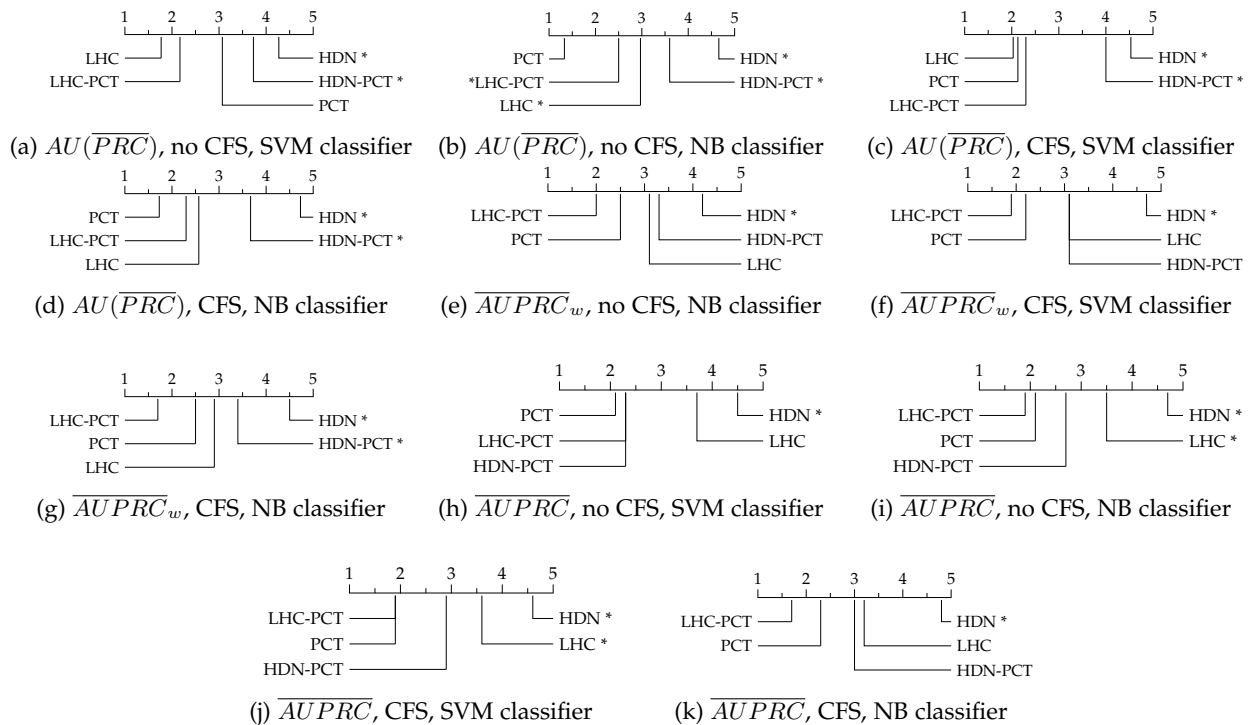 1 2 3 4 5
LHC HDN *
LHC-PCT HDN-PCT *
PCT
(a) AU(PRC), no CFS, SVM classifier
1 2 3 4 5
PCT HDN *
*LHC-PCT HDN-PCT *
LHC *
(b) AU(PRC), no CFS, NB classifier
1 2 3 4 5
LHC HDN *
PCT HDN-PCT *
LHC-PCT
(c) AU(PRC), CFS, SVM classifier
1 2 3 4 5
PCT HDN *
LHC-PCT HDN-PCT *
LHC
(d) AU(PRC), CFS, NB classifier
1 2 3 4 5
LHC-PCT HDN *
PCT HDN-PCT
LHC
(e) AUPRCw, no CFS, NB classifier
1 2 3 4 5
LHC-PCT HDN *
PCT LHC
HDN-PCT
(f) AUPRCw, CFS, SVM classifier
1 2 3 4 5
LHC-PCT HDN *
PCT HDN-PCT *
LHC
(g) AUPRCw, CFS, NB classifier
1 2 3 4 5
PCT HDN *
LHC-PCT LHC
HDN-PCT
(h) AUPRC, no CFS, SVM classifier
1 2 3 4 5
LHC-PCT HDN *
PCT LHC *
HDN-PCT
(i) AUPRC, no CFS, NB classifier
1 2 3 4 5
LHC-PCT HDN *
PCT LHC *
HDN-PCT
(j) AUPRC, CFS, SVM classifier
1 2 3 4 5
LHC-PCT HDN *
PCT LHC
HDN-PCT
(k) AUPRC, CFS, NB classifier